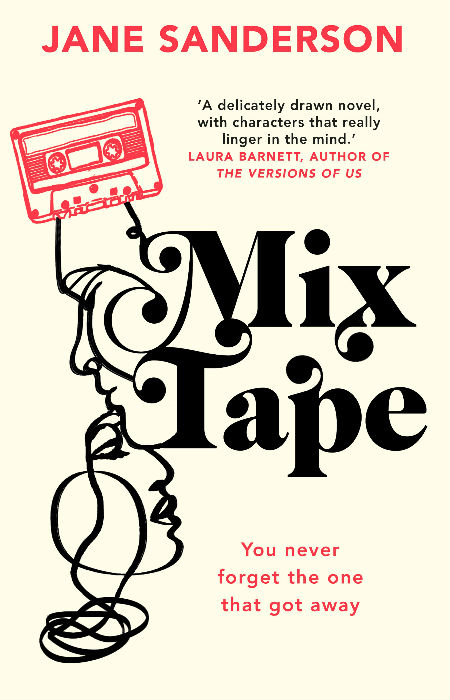 JANE SANDERSON
‘A delicately drawn novel,
with characters that really
linger in the mind.’
LAURA BARNETT, AUTHOR OF
THE VERSIONS OF US
Mix
Tape
You never
forget the one
that got away